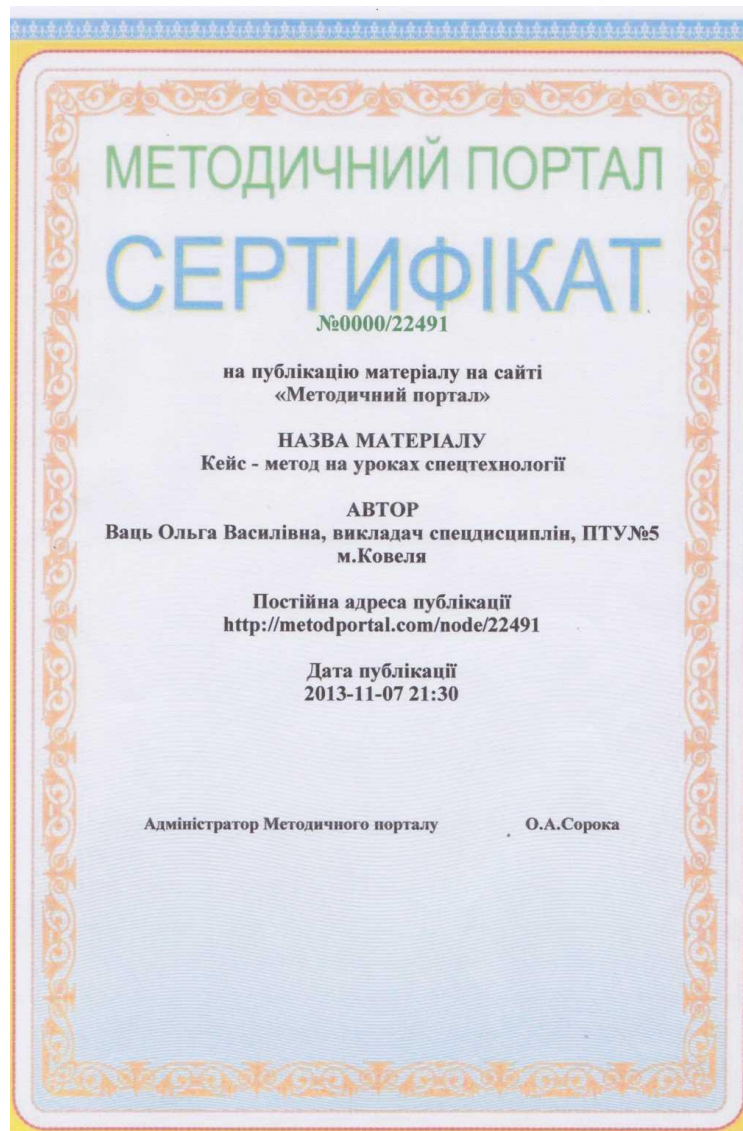 МЕТОДИЧНИЙ ПОРТАЛ
СЕРТИФІКАТ
№0000/22491
на публікацію матеріалу на сайті
«Методичний портал»
НАЗВА МАТЕРІАЛУ
Кейс - метод на уроках спецтехнології
АВТОР
Ваць Ольга Василівна, викладач спецдисциплін, ПТУ№5
м.Ковеля
Постійна адреса публікації
http://metodportal.com/node/22491
Дата публікації
2013-11-07 21:30
Адміністратор Методичного порталу О.А.Сорока